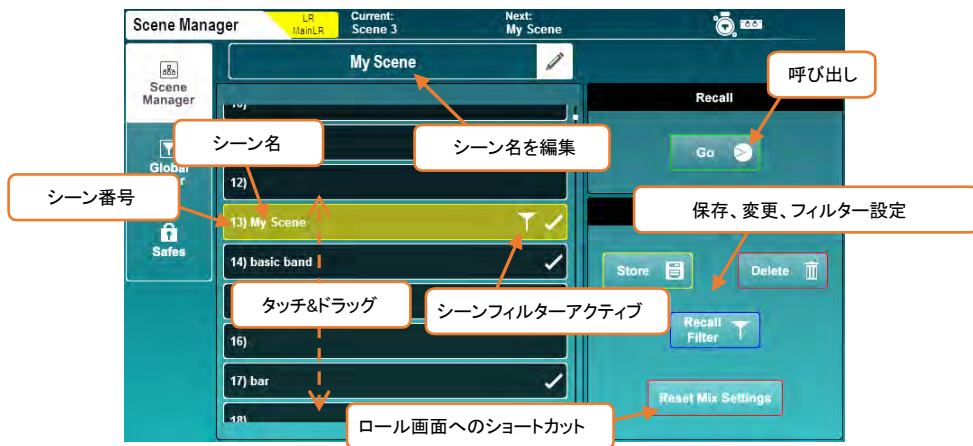 Scene Manager
LR
MainLR
Current:
Scene 3
Next:
My Scene
Scene
Manager
My Scene
呼び出し
Recall
シーン名
シーン名を編集
Go
Global
シーン番号
12)
13) My Scene
保存、変更、フィルター設定
Safes
14) basic band
Store
Delete
タッチ&ドラッグ
シーンフィルターアクティブ
Recall
Filter
16)
17) bar
Reset Mix Settings
18)
ロール画面へのショートカット